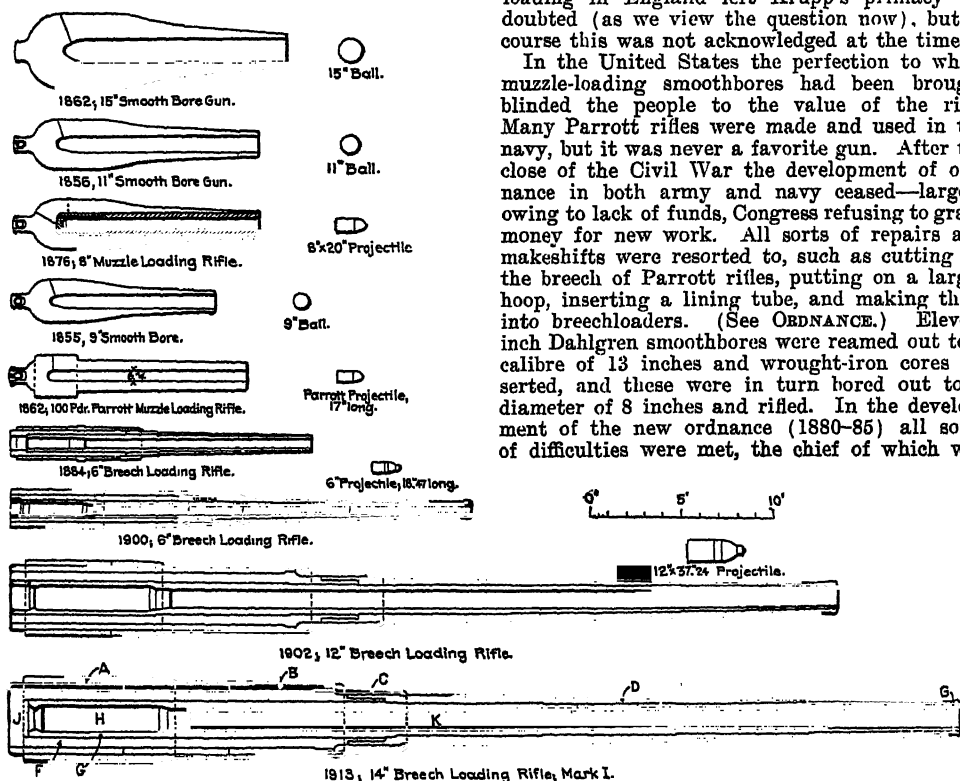 loading in England left Krupp's primacy
doubted (as we view the question now), but
course this was not acknowledged at the time
In the United States the perfection to wh
muzzle-loading smoothbores had been broug
blinded the people to the value of the ri
Many Parrott rifles were made and used in t
navy, but it was never a favorite gun. After t
close of the Civil War the development of o
nance in both army and navy ceased—large
owing to lack of funds, Congress refusing to gra
money for new work. All sorts of repairs a
makeshifts were resorted to, such as cutting
the breech of Parrott rifles, putting on a larg
hoop, inserting a lining tube, and making th
into breechloaders. (See ORDNANCE.) Eleve
inch Dahlgren smoothbores were reamed out to
calibre of 13 inches and wrought-iron cores
serted, and these were in turn bored out to
diameter of 8 inches and rifled. In the develo
ment of the new ordnance (1880–85) all so
of difficulties were met, the chief of which w
15" Ball.
1862; 15" Smooth Bore Gun.
11" Ball.
1856, 11" Smooth Bore Gun.
8"x20" Projectile
1876; 8" Muzzle Loading Rifle.
9" Ball.
1855, 9" Smooth Bore.
Parrott Projectile,
17" long.
1862; 100 Pdr. Parrott Muzzle Loading Rifle.
1884; 6" Breech Loading Rifle.
6" Projectile, long.
0" 5' 10'
1900; 6" Breech Loading Rifle.
12"x37."24 Projectile.
1902; 12" Breech Loading Rifle.
A B C D G
J H K
F G
1913; 14" Breech Loading Rifle; Mark I.